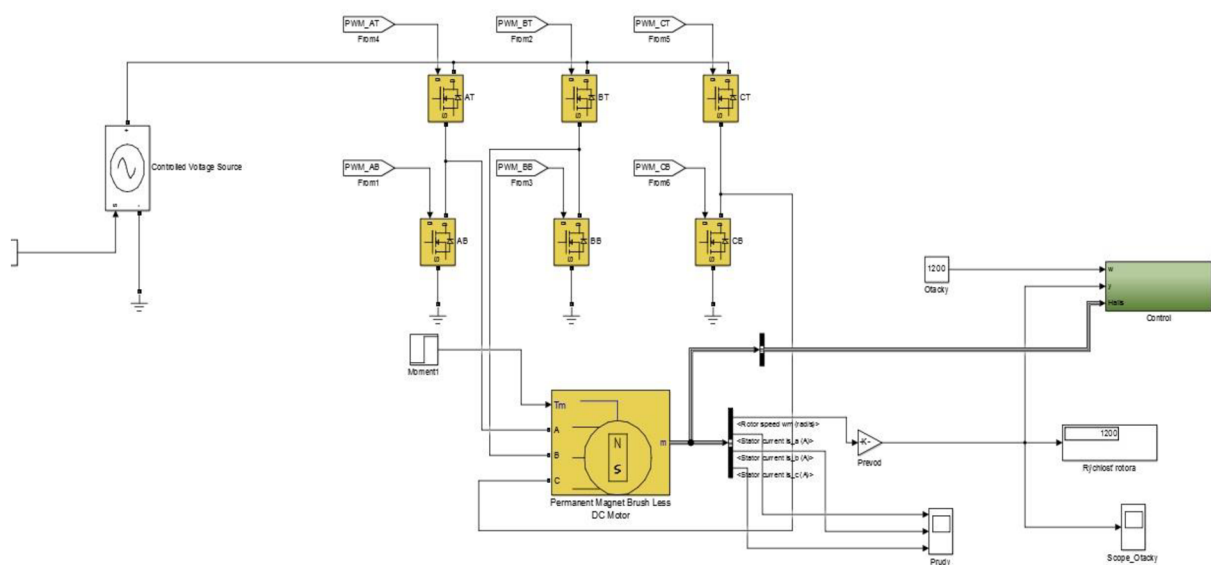 PWM_AT
From4
PWM_BT
From2
PWM_CT
From5
AT
BT
CT
Controlled Voltage Source
PWM_AB
From1
PWM_BB
From3
PWM_CB
From6
AB
BB
CB
1200
Otacky
w
y
Halls
Control
Moment1
Tm
A
B
C
N
S
m
Permanent Magnet Brush Less
DC Motor
<Rotor speed wm (rad/s)>
<Stator current is_a (A)>
<Stator current is_b (A)>
<Stator current is_c (A)>
-K-
Prevod
1200
Rýchlosť rotora
Prudy
Scope_Otacky